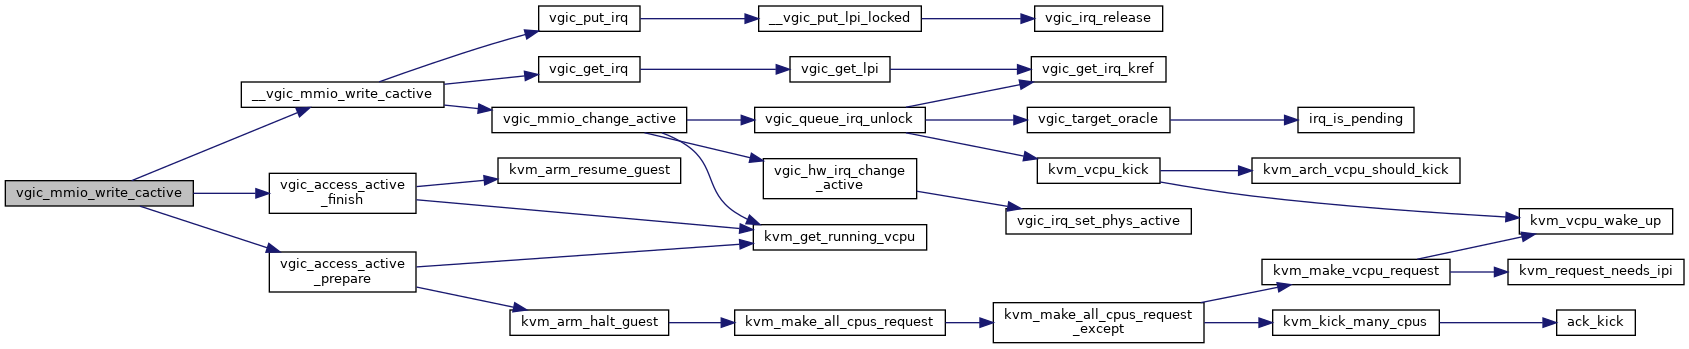 vgic_put_irq
__vgic_put_lpi_locked
vgic_irq_release
vgic_get_irq
vgic_get_lpi
vgic_get_irq_kref
__vgic_mmio_write_cactive
vgic_mmio_change_active
vgic_queue_irq_unlock
vgic_target_oracle
irq_is_pending
kvm_arm_resume_guest
vgic_hw_irq_change
_active
kvm_vcpu_kick
kvm_arch_vcpu_should_kick
vgic_mmio_write_cactive
vgic_access_active
_finish
vgic_irq_set_phys_active
kvm_vcpu_wake_up
kvm_get_running_vcpu
vgic_access_active
_prepare
kvm_make_vcpu_request
kvm_request_needs_ipi
kvm_arm_halt_guest
kvm_make_all_cpus_request
kvm_make_all_cpus_request
_except
kvm_kick_many_cpus
ack_kick